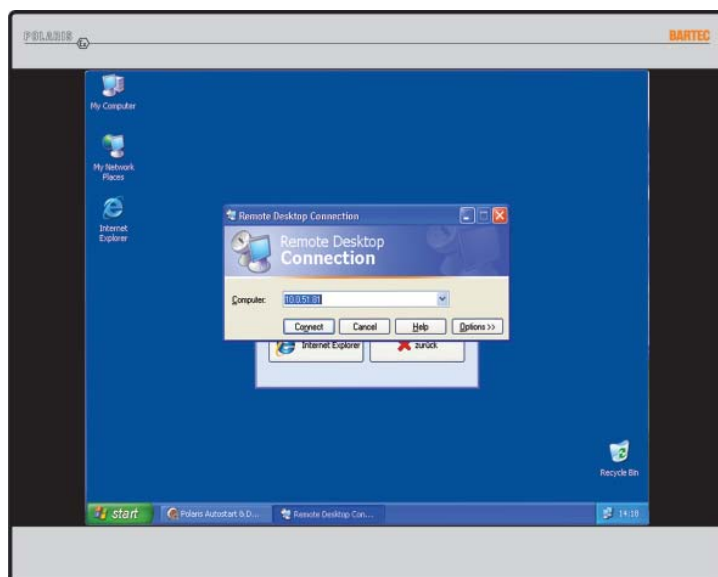 POLARIS
BARTEC
My Computer
My Network
Places
Internet
Explorer
Remote Desktop Connection
Remote Desktop
Connection
Computer:
10.0.51.81
Connect
Cancel
Help
Options >>
Internet Explorer
zurück
Recycle Bin
start
Polaris Autostart & D...
Remote Desktop Con...
14:18